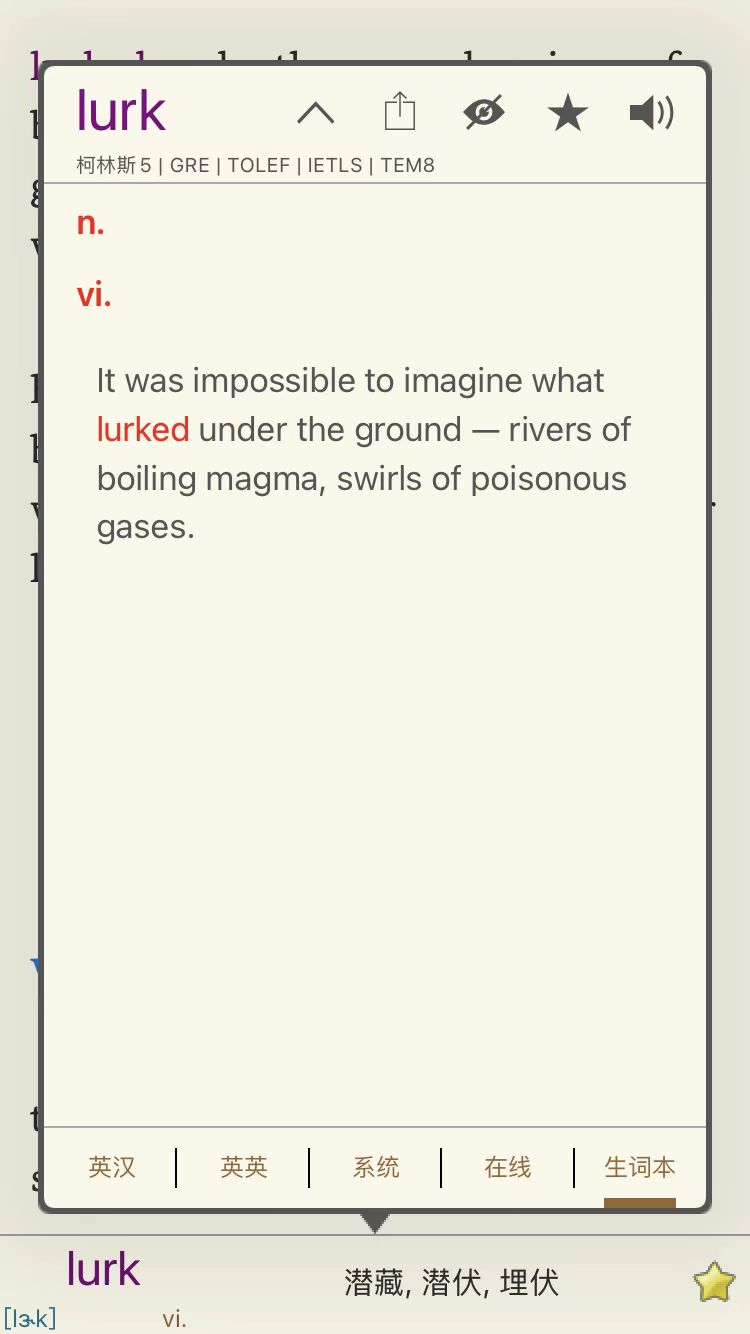 lurk
柯林斯5 | GRE | TOLEF | IETLS | TEM8
n.
vi.
It was impossible to imagine what
lurked under the ground — rivers of
boiling magma, swirls of poisonous
gases.
英汉 英英 系统 在线 生词本
lurk 潜藏, 潜伏, 埋伏
[lɝk] vi.